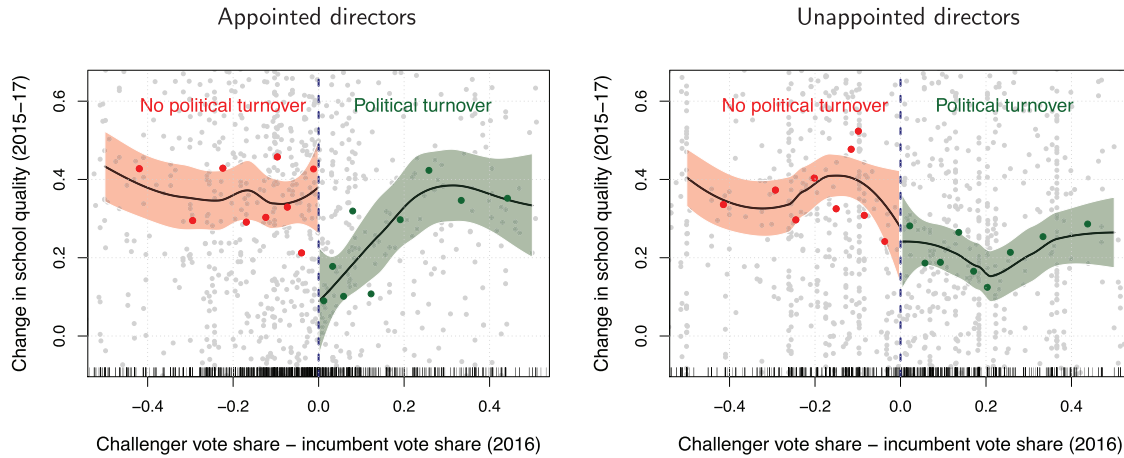 Appointed directors
Unappointed directors
Change in school quality (2015–17)
0.6
0.4
0.2
0.0
No political turnover
Political turnover
−0.4
−0.2
0.0
0.2
0.4
Challenger vote share − incumbent vote share (2016)
Change in school quality (2015–17)
0.6
0.4
0.2
0.0
No political turnover
Political turnover
−0.4
−0.2
0.0
0.2
0.4
Challenger vote share − incumbent vote share (2016)